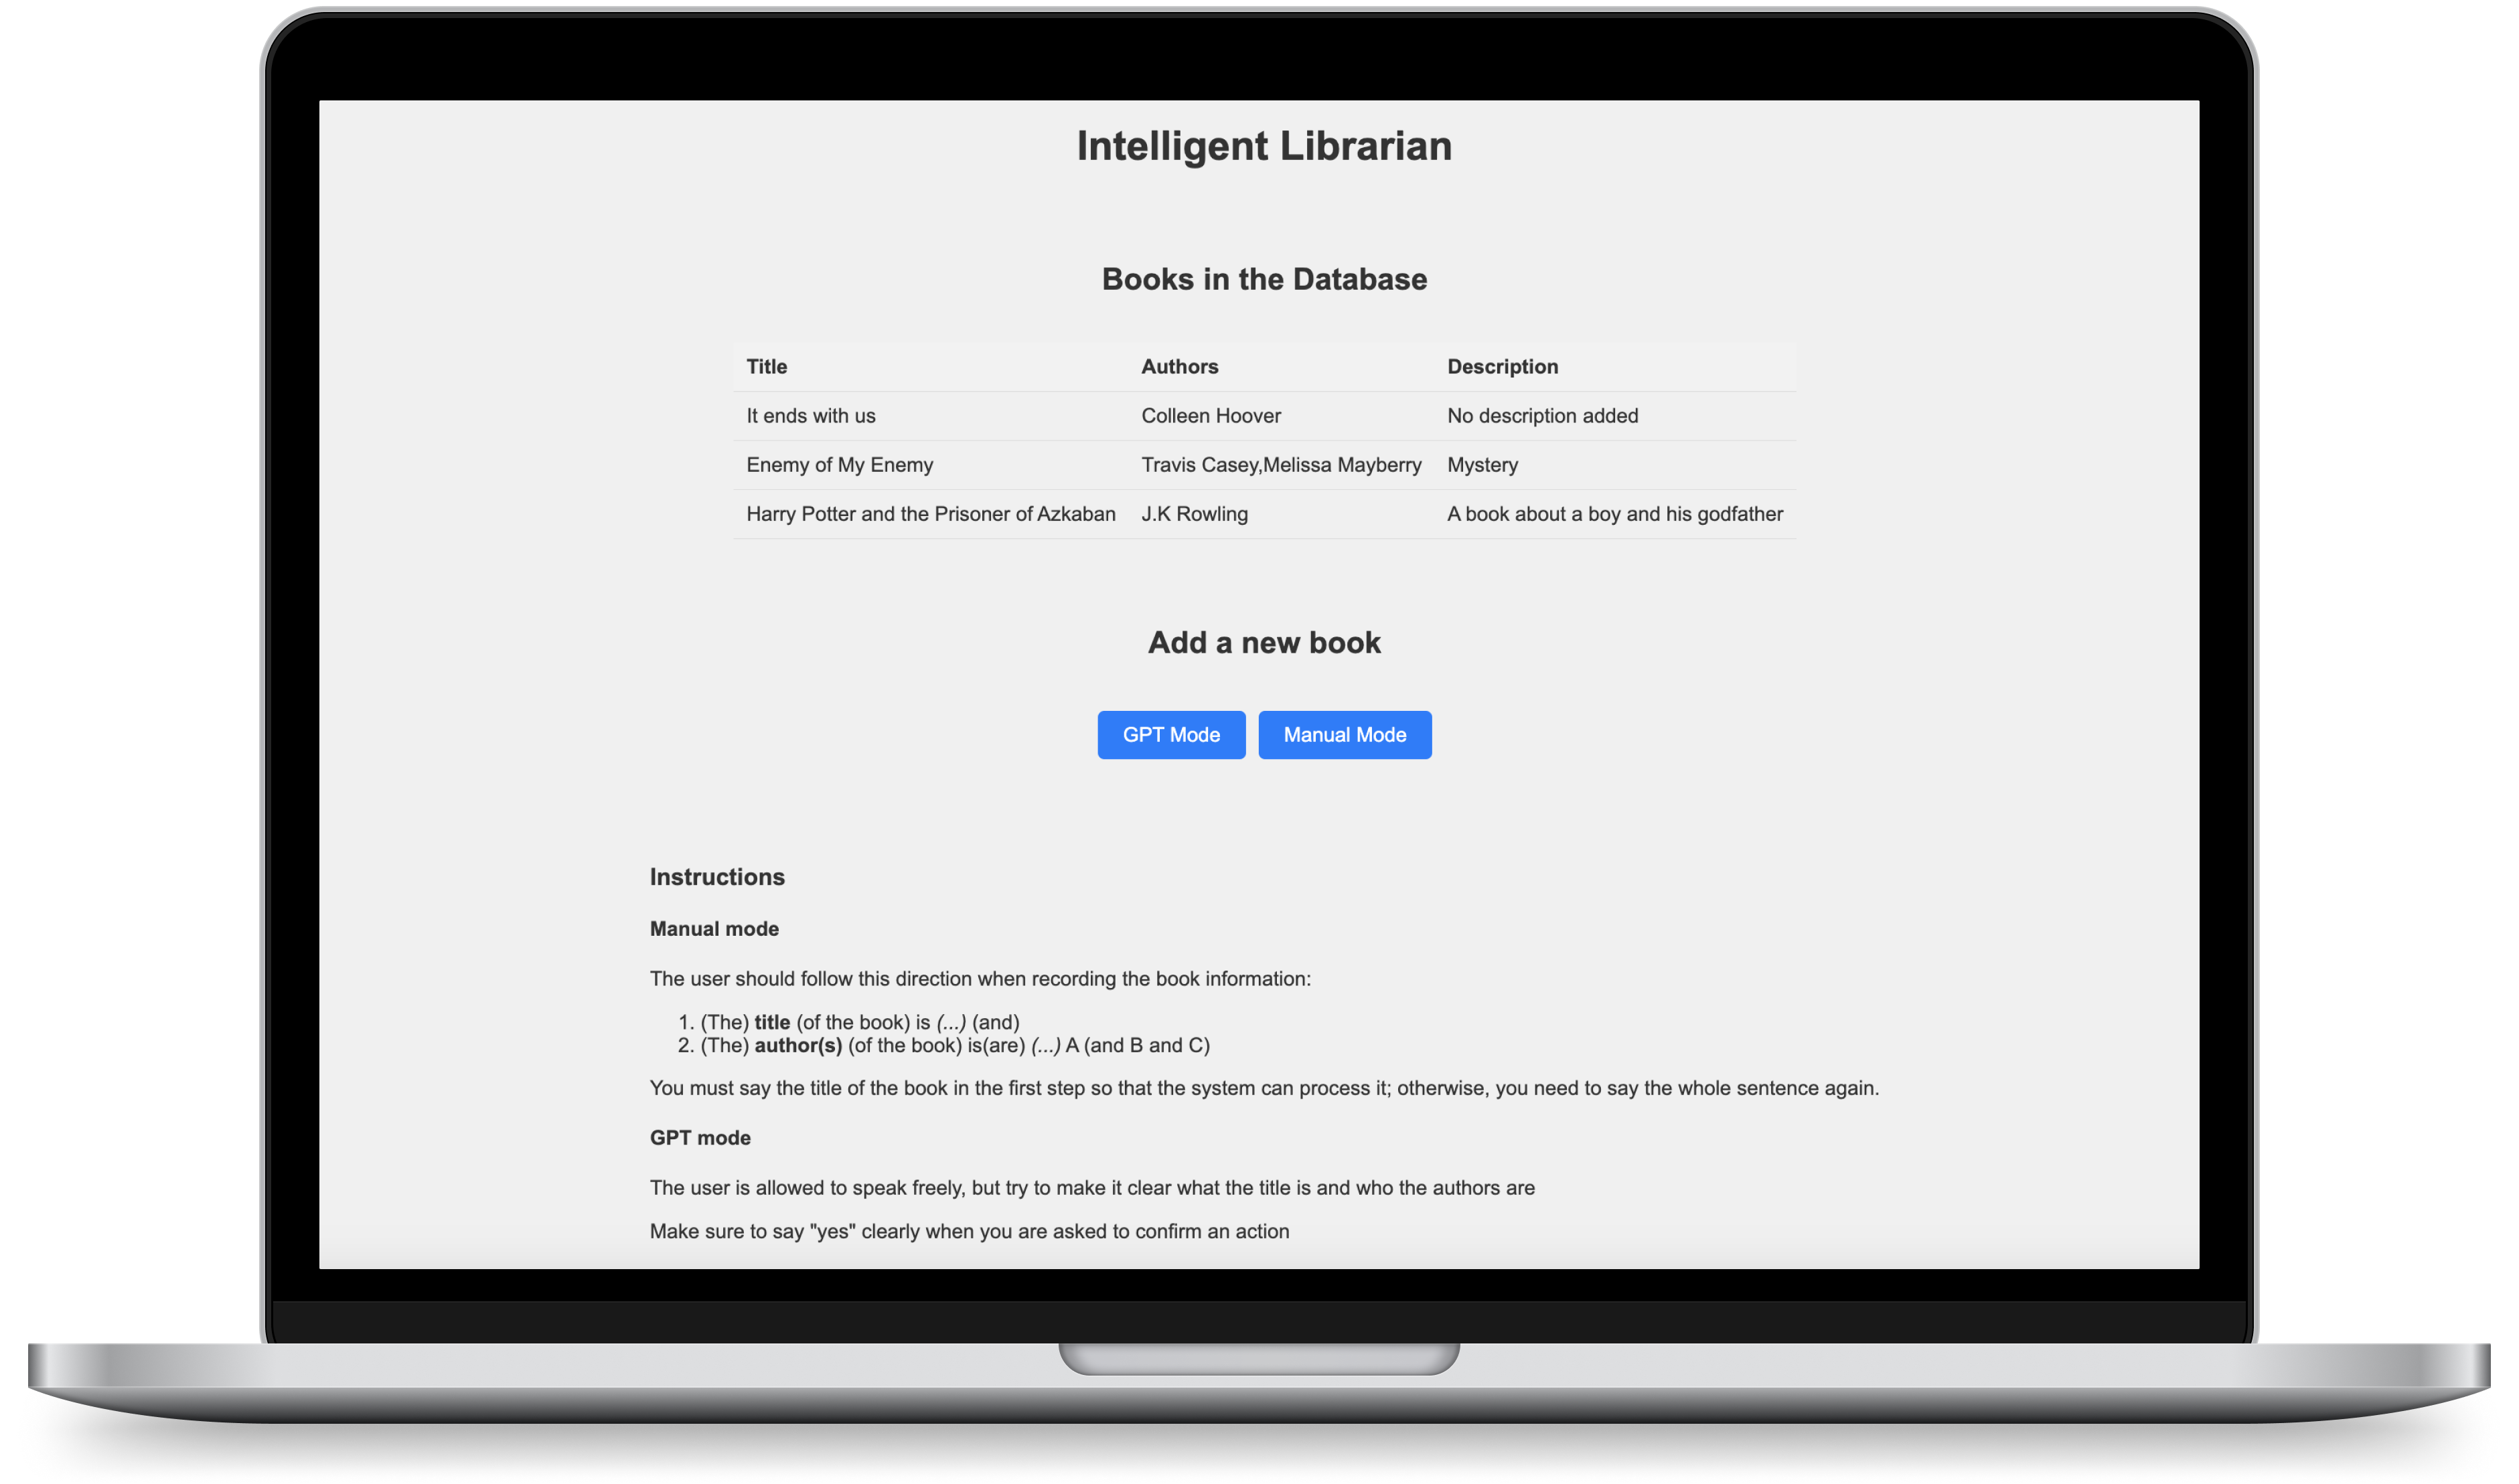 Intelligent Librarian
Books in the Database
Title Authors Description
It ends with us Colleen Hoover No description added
Enemy of My Enemy Travis Casey,Melissa Mayberry Mystery
Harry Potter and the Prisoner of Azkaban J.K Rowling A book about a boy and his godfather
Add a new book
GPT Mode Manual Mode
Instructions
Manual mode
The user should follow this direction when recording the book information:
1. (The) title (of the book) is (...) (and)
2. (The) author(s) (of the book) is(are) (...) A (and B and C)
You must say the title of the book in the first step so that the system can process it; otherwise, you need to say the whole sentence again.
GPT mode
The user is allowed to speak freely, but try to make it clear what the title is and who the authors are
Make sure to say "yes" clearly when you are asked to confirm an action